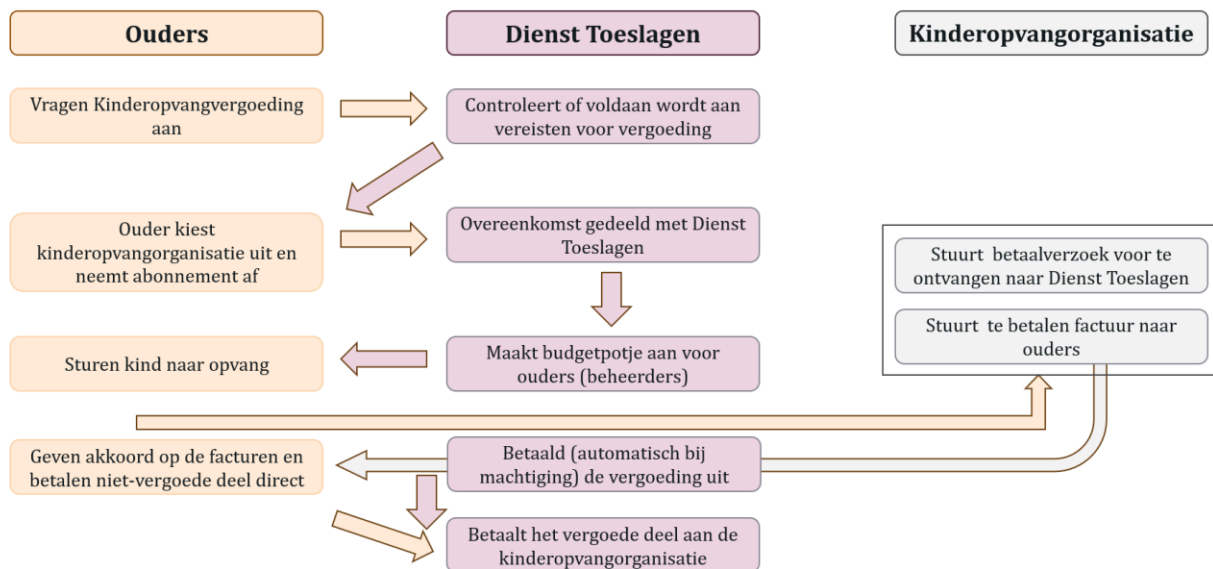 Ouders
Dienst Toeslagen
Kinderopvangorganisatie
Vragen Kinderopvangvergoeding
aan
Controleert of voldaan wordt aan
vereisten voor vergoeding
Ouder kiest
kinderopvangorganisatie uit en
neemt abonnement af
Overeenkomst gedeeld met Dienst
Toeslagen
Stuurt betaalverzoek voor te
ontvangen naar Dienst Toeslagen
Stuurt te betalen factuur naar
ouders
Sturen kind naar opvang
Maakt budgetpotje aan voor
ouders (beheerders)
Geven akkoord op de facturen en
betalen niet-vergoede deel direct
Betaald (automatisch bij
machtiging) de vergoeding uit
Betaalt het vergoede deel aan de
kinderopvangorganisatie